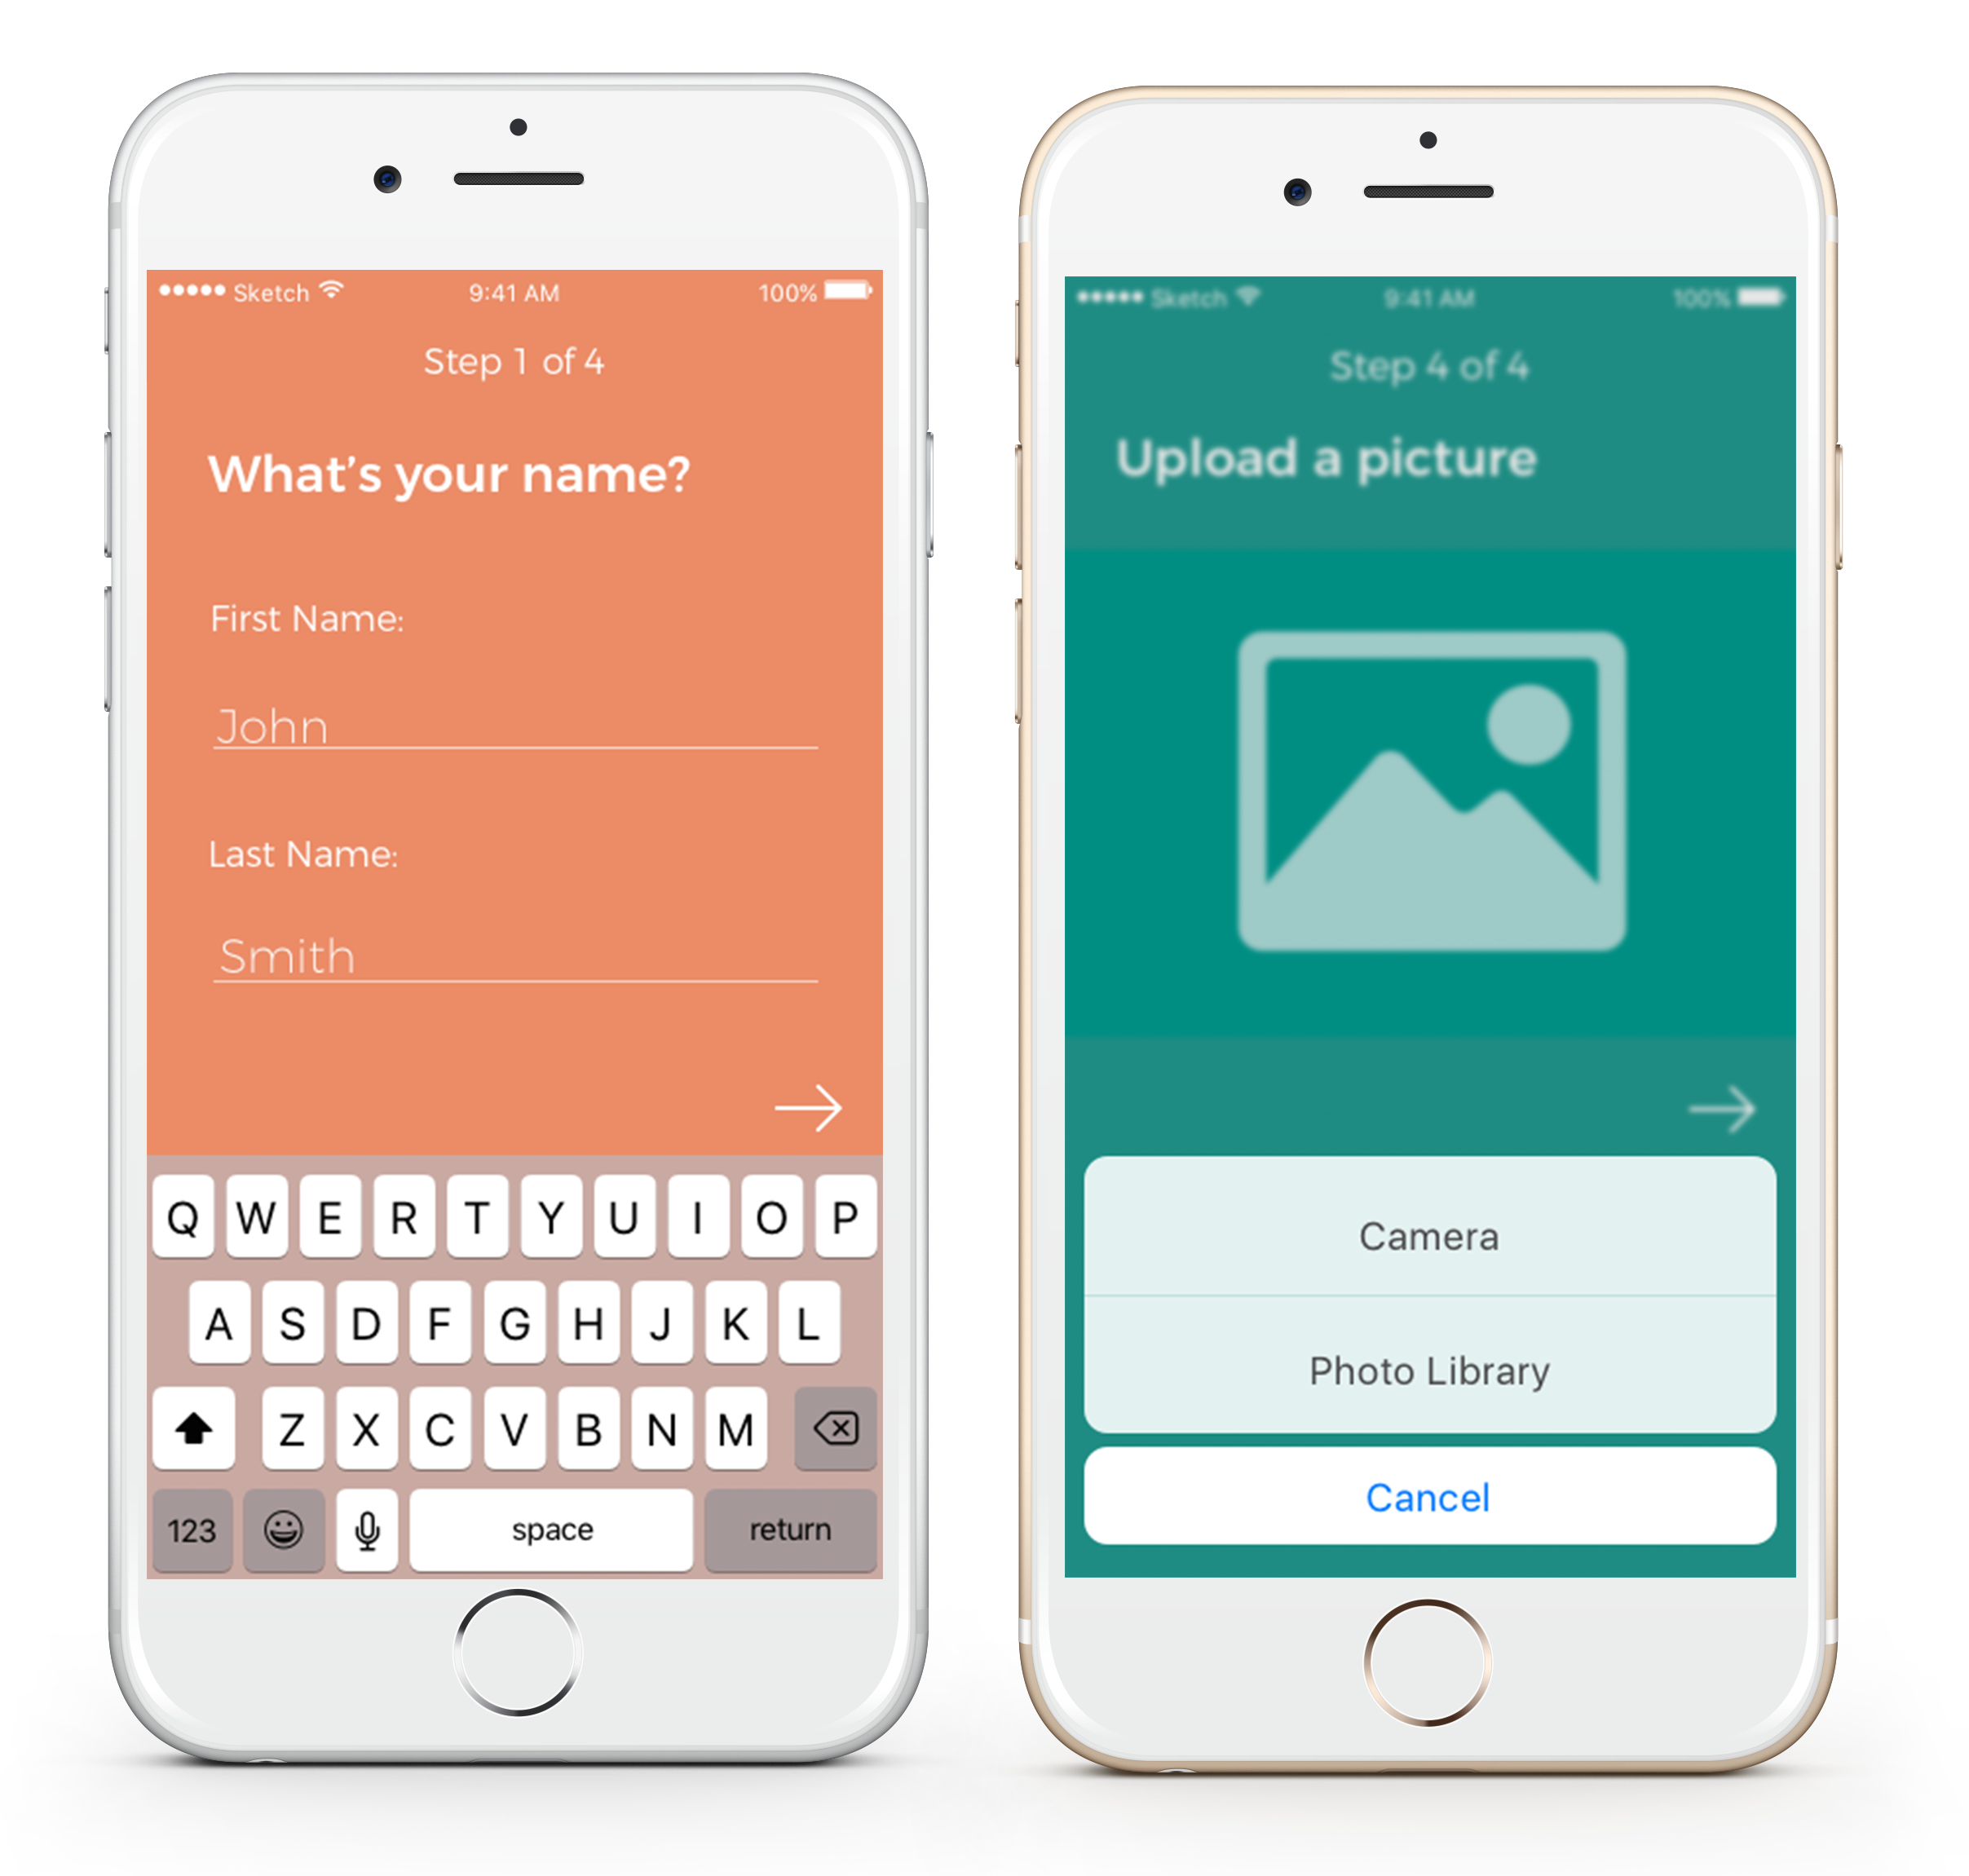 Sketch 9:41 AM 100%
Step 1 of 4
What's your name?
First Name:
John
Last Name:
Smith
Q W E R T Y U I O P
A S D F G H J K L
Z X C V B N M
123 space return
Sketch 9:41 AM 100%
Step 4 of 4
Upload a picture
Camera
Photo Library
Cancel